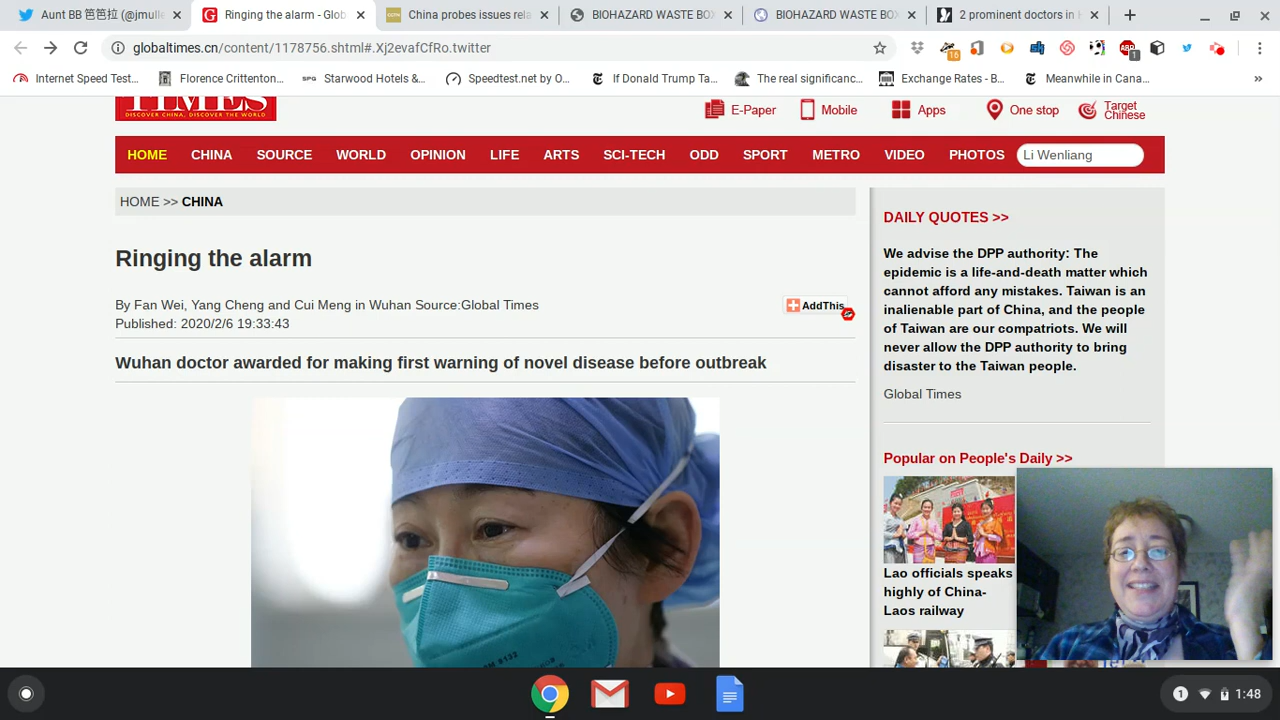 Aunt BB 笆笆拉 (@jmulle
Ringing the alarm - Glob
China probes issues rela
BIOHAZARD WASTE BOX
BIOHAZARD WASTE BOX
2 prominent doctors in H
globaltimes.cn/content/1178756.shtml#.Xj2evafCfRo.twitter
16
ABP
1
Internet Speed Test...
Florence Crittenton...
SPG
Starwood Hotels &...
Speedtest.net by O...
If Donald Trump Ta...
The real significanc...
Exchange Rates - B...
Meanwhile in Cana...
»
TIMES
DISCOVER CHINA, DISCOVER THE WORLD
E-Paper
Mobile
Apps
One stop
Target
Chinese
HOME CHINA SOURCE WORLD OPINION LIFE ARTS SCI-TECH ODD SPORT METRO VIDEO PHOTOS
Li Wenliang
HOME >> CHINA
Ringing the alarm
By Fan Wei, Yang Cheng and Cui Meng in Wuhan Source:Global Times
Published: 2020/2/6 19:33:43
AddThis
Wuhan doctor awarded for making first warning of novel disease before outbreak
DAILY QUOTES >>
We advise the DPP authority: The
epidemic is a life-and-death matter which
cannot afford any mistakes. Taiwan is an
inalienable part of China, and the people
of Taiwan are our compatriots. We will
never allow the DPP authority to bring
disaster to the Taiwan people.
Global Times
Popular on People's Daily >>
Lao officials speaks
highly of China-
Laos railway
1
1:48